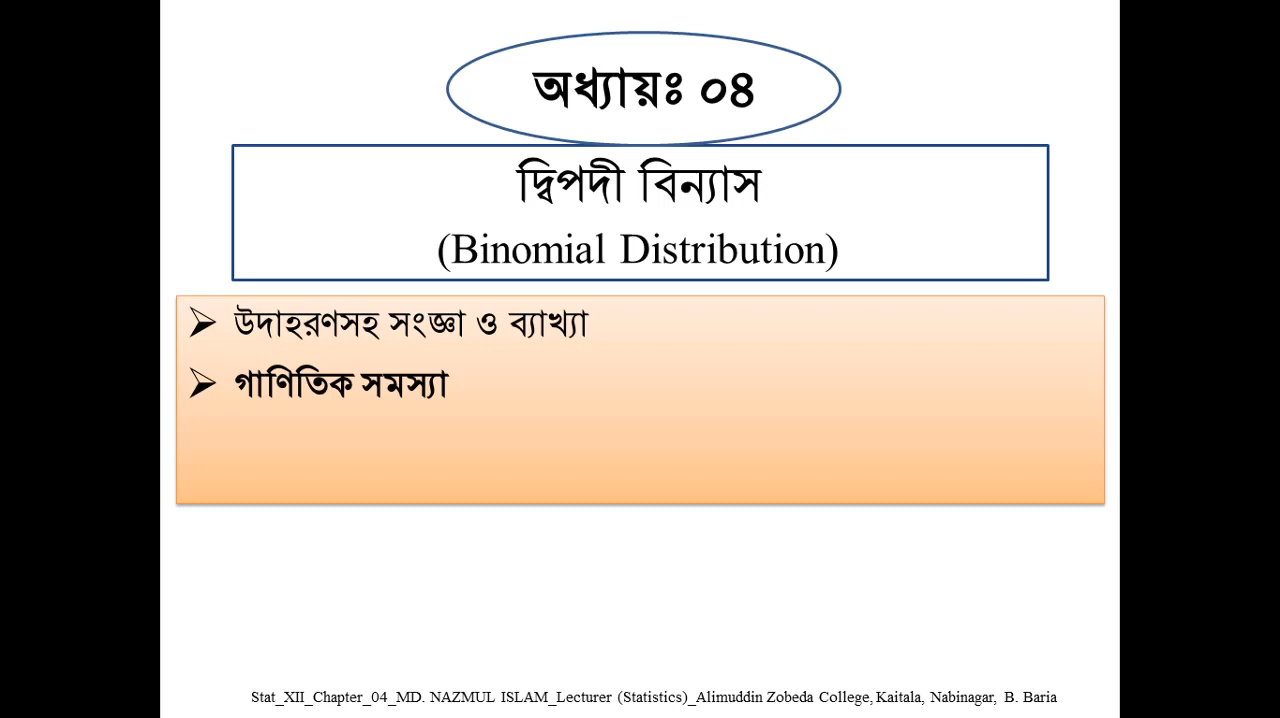 অধ্যায়ঃ ০৪
দ্বিপদী বিন্যাস
(Binomial Distribution)
➢ উদাহরণসহ সংজ্ঞা ও ব্যাখ্যা
➢ গাণিতিক সমস্যা
Stat_XII_Chapter_04_MD. NAZMUL ISLAM_Lecturer (Statistics)_Alimuddin Zobeda College, Kaitala, Nabinagar, B. Baria